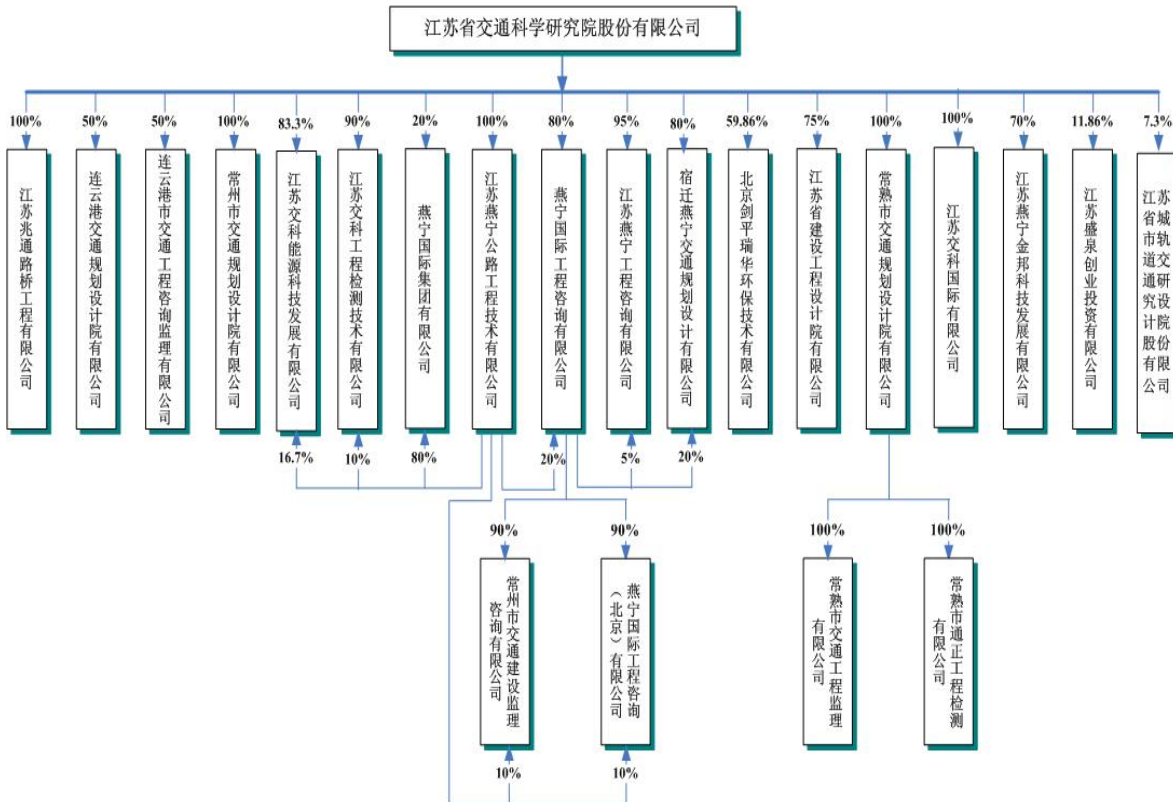 江苏省交通科学研究院股份有限公司
100%
50%
50%
100%
83.3%
90%
20%
100%
80%
95%
80%
59.86%
75%
100%
100%
70%
11.86%
7.3%
江苏兆通路桥工程有限公司
连云港交通规划设计院有限公司
连云港市交通工程咨询监理有限公司
常州市交通规划设计院有限公司
江苏交科能源科技发展有限公司
江苏交科工程检测技术有限公司
燕宁国际集团有限公司
江苏燕宁公路工程技术有限公司
燕宁国际工程咨询有限公司
江苏燕宁工程咨询有限公司
宿迁燕宁交通规划设计有限公司
北京剑平瑞华环保技术有限公司
江苏省建设工程设计院有限公司
常熟市交通规划设计院有限公司
江苏交科国际有限公司
江苏燕宁金邦科技发展有限公司
江苏盛泉创业投资有限公司
江苏省城市轨道交通研究设计院股份有限公司
16.7%
10%
80%
20%
5%
20%
90%
90%
100%
100%
常州市交通建设监理
咨询有限公司
燕宁国际工程咨询
（北京）有限公司
常熟市交通工程监理
有限公司
常熟市通正工程检测
有限公司
10%
10%